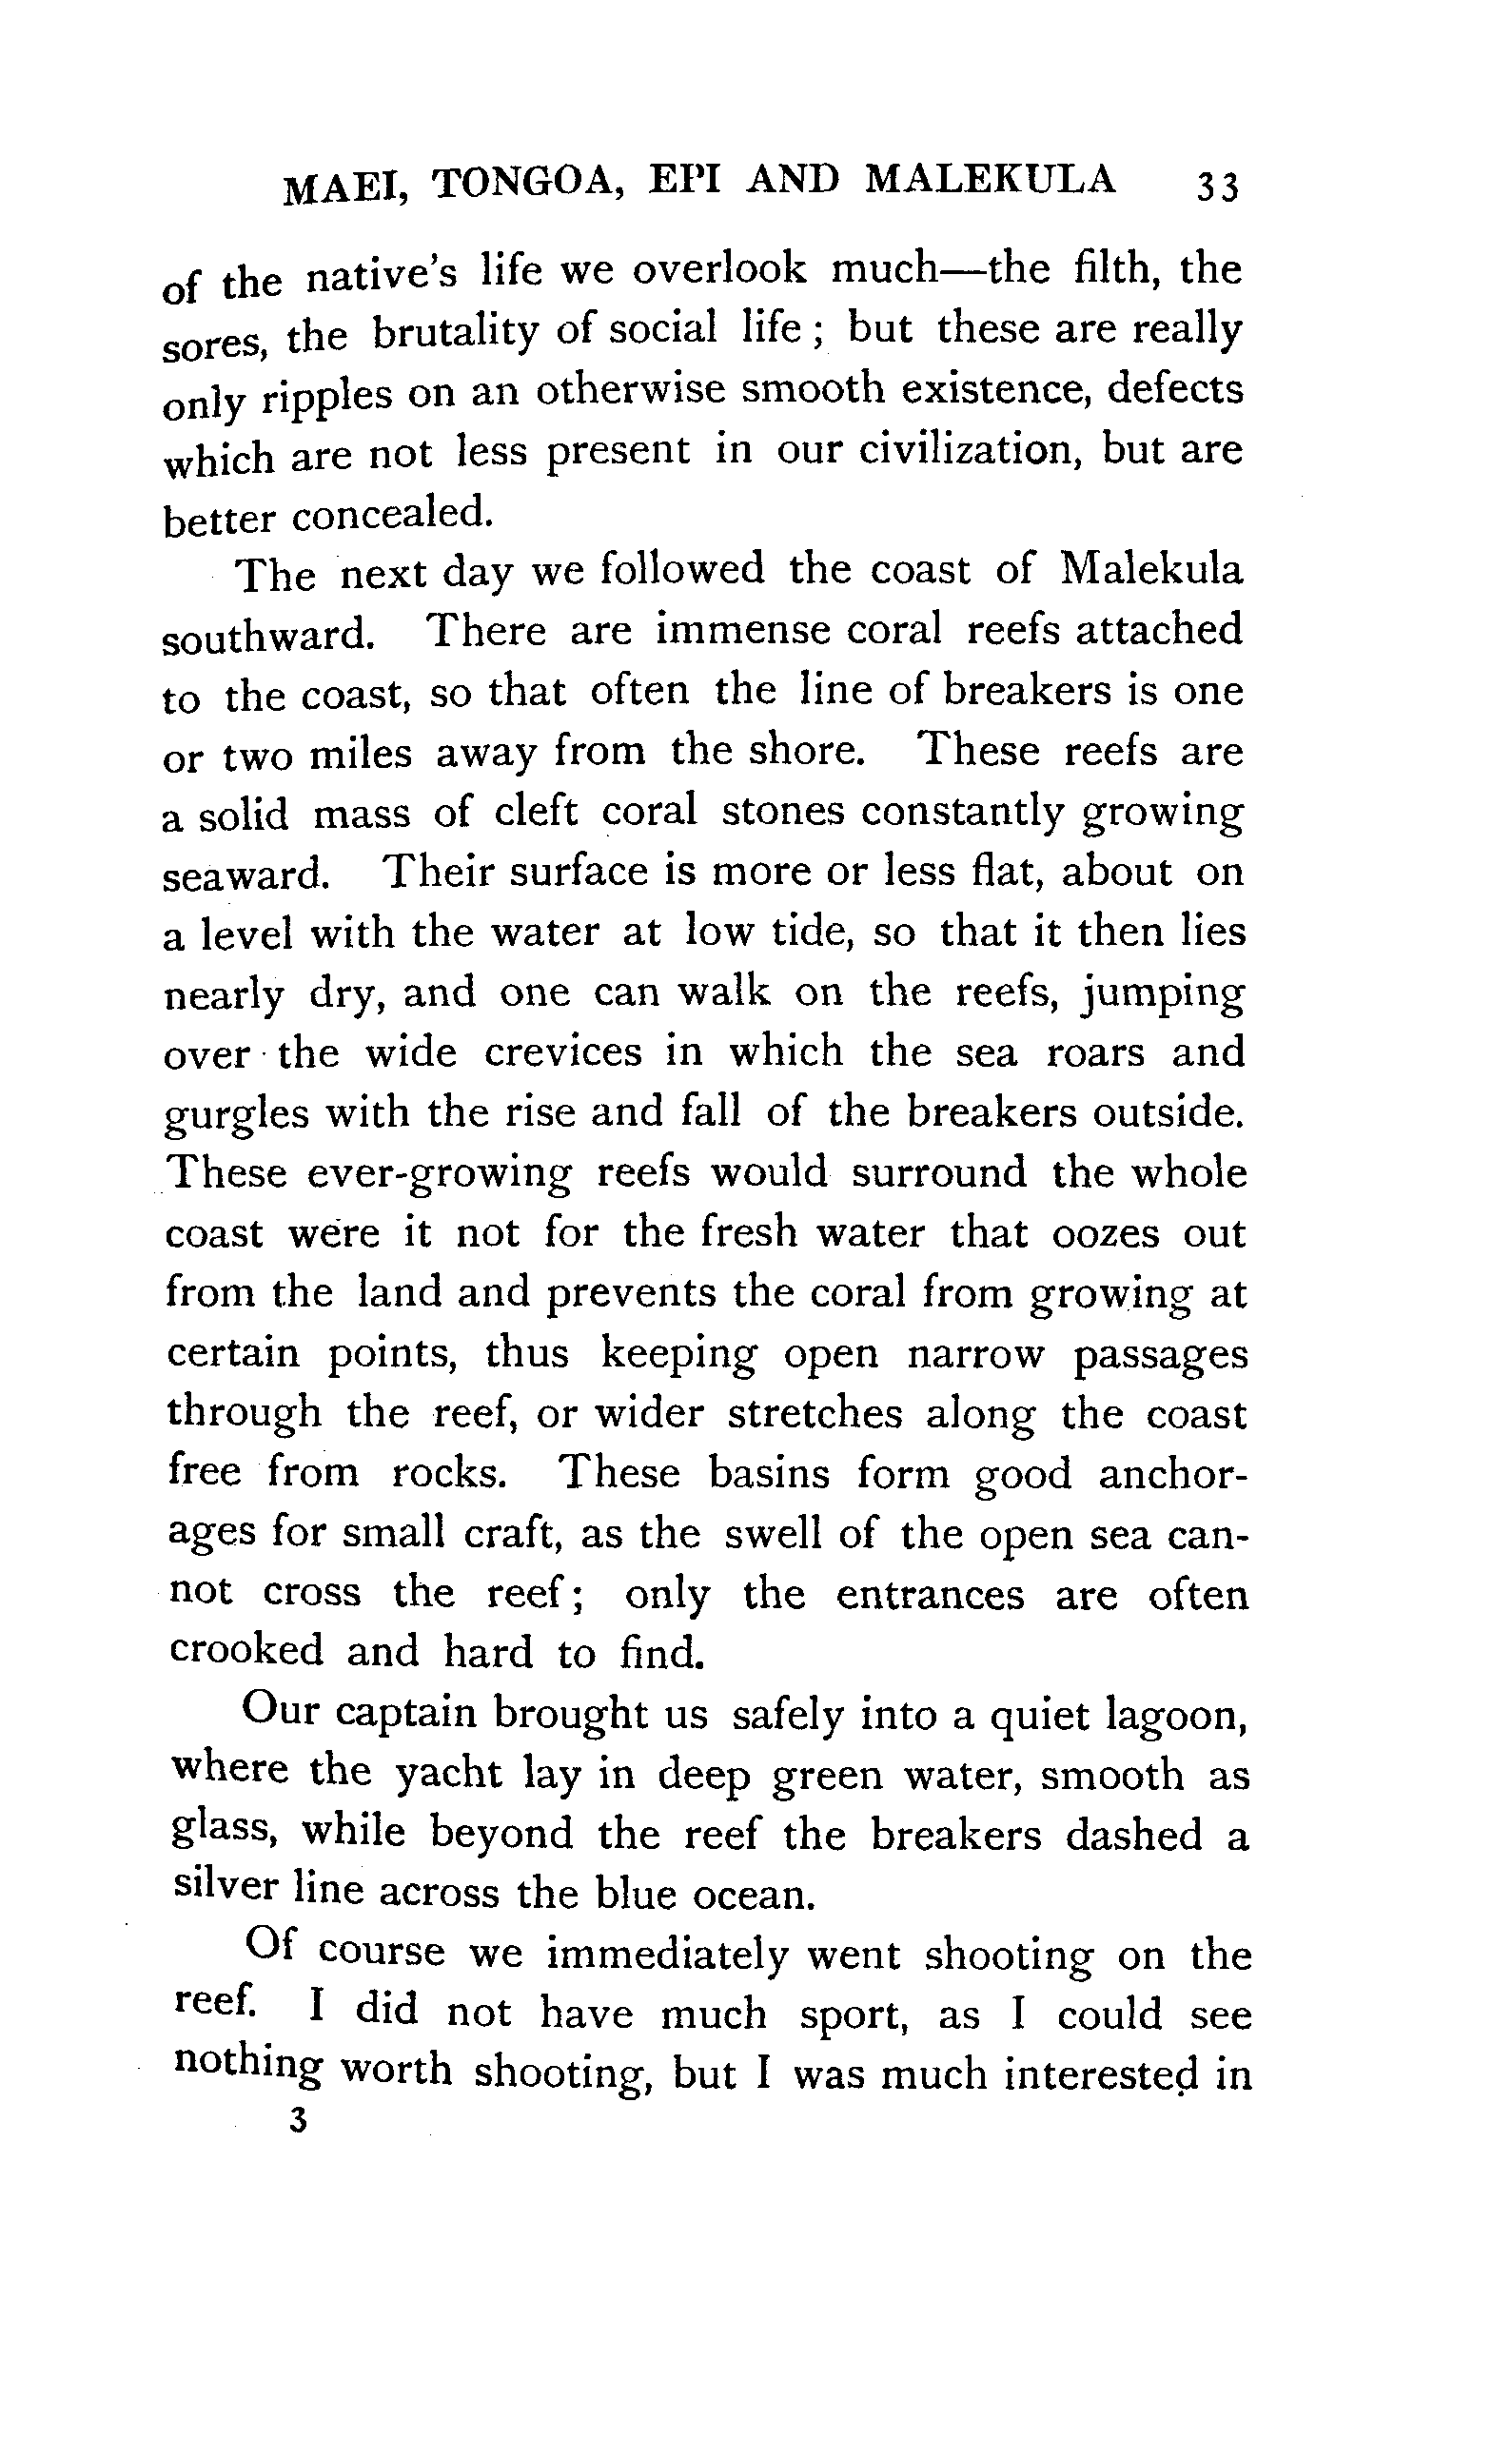 MAEI, TONGOA, EPI AND MALEKULA 33
of the native's life we overlook much—the filth, the
sores, the brutality of social life ; but these are really
only ripples on an otherwise smooth existence, defects
which are not less present in our civilization, but are
better concealed.
The next day we followed the coast of Malekula
southward. There are immense coral reefs attached
to the coast, so that often the line of breakers is one
or two miles away from the shore. These reefs are
a solid mass of cleft coral stones constantly growing
seaward. Their surface is more or less flat, about on
a level with the water at low tide, so that it then lies
nearly dry, and one can walk on the reefs, jumping
over the wide crevices in which the sea roars and
gurgles with the rise and fall of the breakers outside.
These ever-growing reefs would surround the whole
coast were it not for the fresh water that oozes out
from the land and prevents the coral from growing at
certain points, thus keeping open narrow passages
through the reef, or wider stretches along the coast
free from rocks. These basins form good anchor-
ages for small craft, as the swell of the open sea can-
not cross the reef; only the entrances are often
crooked and hard to find.
Our captain brought us safely into a quiet lagoon,
where the yacht lay in deep green water, smooth as
glass, while beyond the reef the breakers dashed a
silver line across the blue ocean.
Of course we immediately went shooting on the
reef. I did not have much sport, as I could see
nothing worth shooting, but I was much interested in
3